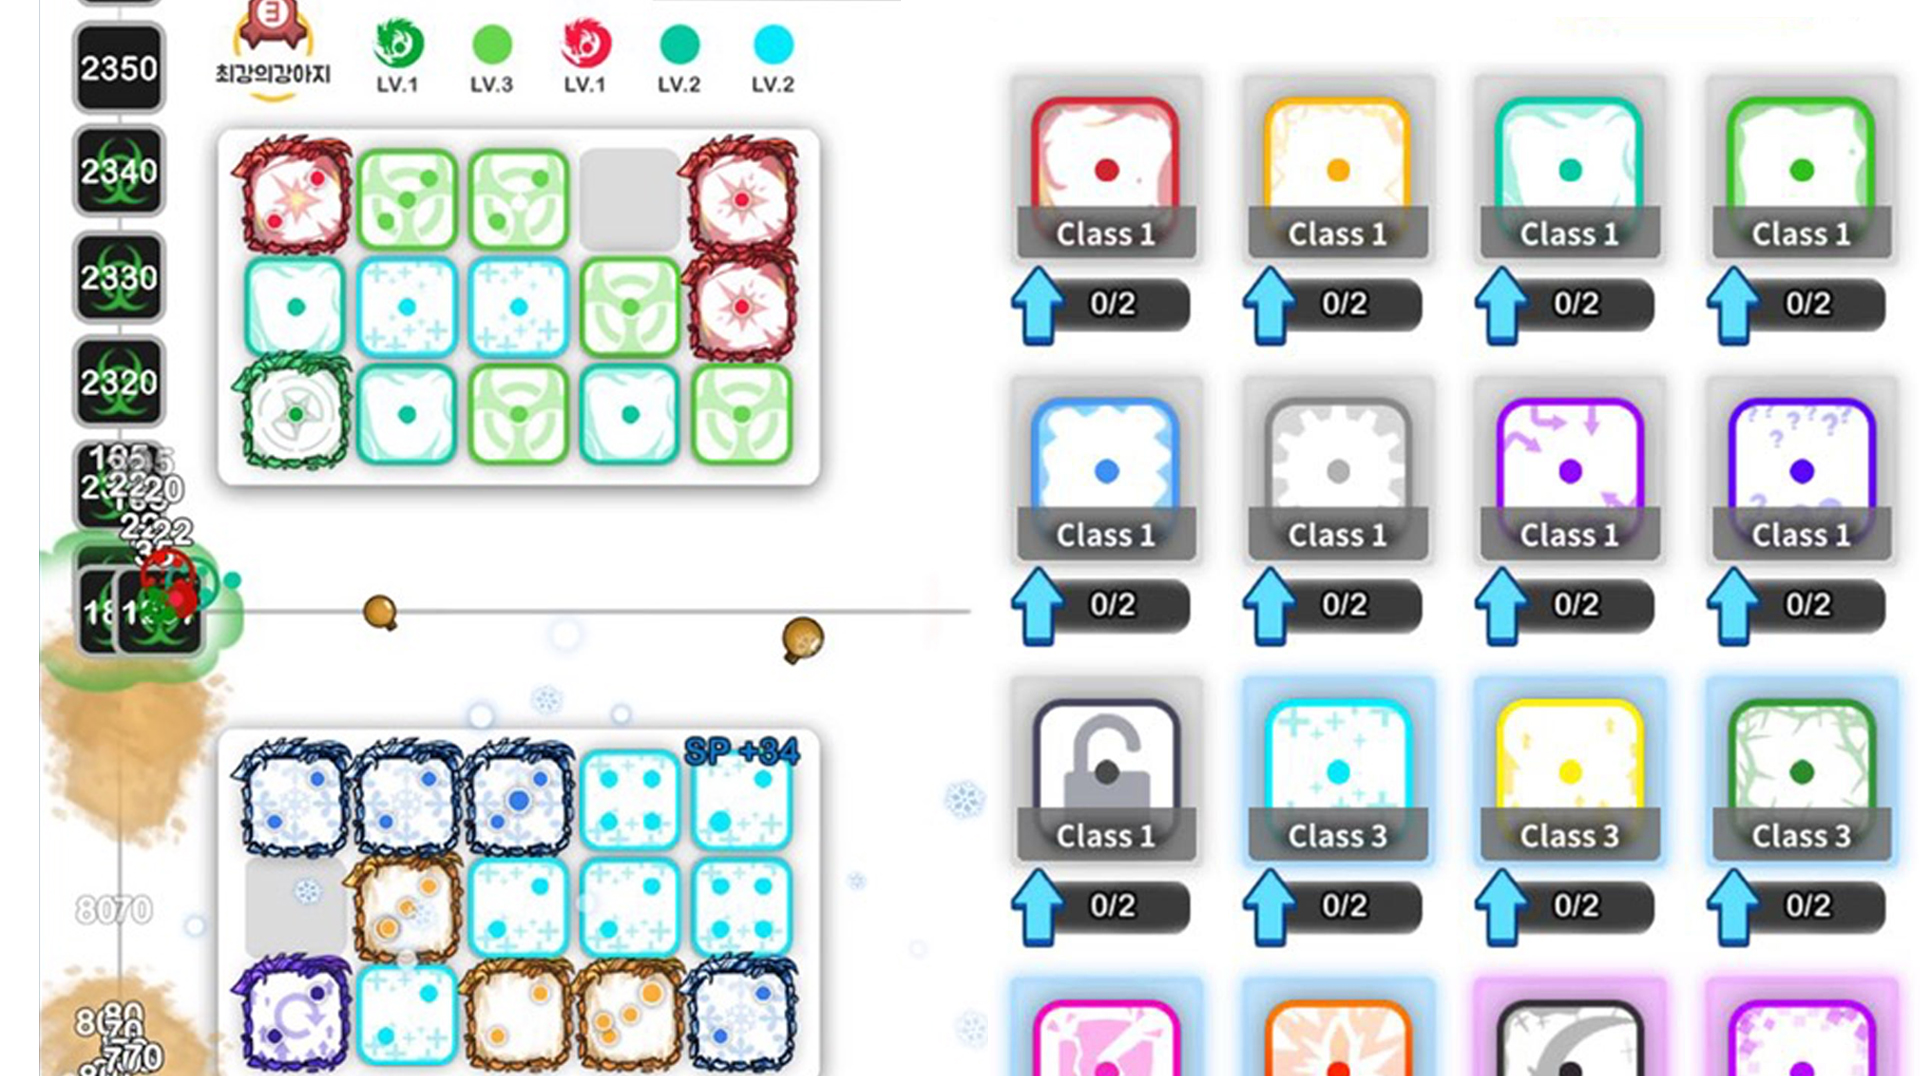 3
최강의강아지
LV.1
LV.3
LV.1
LV.2
LV.2
2350
2340
2330
2320
SP +34
8070
Class 1
Class 1
Class 1
Class 1
0/2
0/2
0/2
0/2
Class 1
Class 1
Class 1
Class 1
0/2
0/2
0/2
0/2
Class 1
Class 3
Class 3
Class 3
0/2
0/2
0/2
0/2